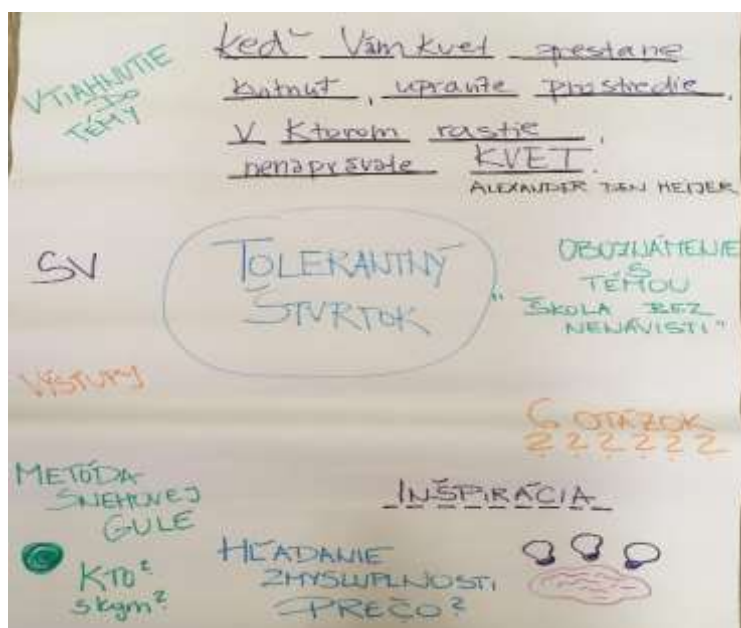 Keď Vám kvet prestane
kvitnúť, upravte prostredie,
v ktorom rastie,
nenaprávate KVET.
ALEXANDER DEN HEIJER
VTIAHNUTIE
DO
TÉMY
SV
TOLERANTNÝ
ŠTVRTOK
OBOZNÁMENIE
S
TÉMOU
„ŠKOLA BEZ
NENÁVISTI"
VÝSTUPY
6 OTÁZOK
? ? ? ? ? ?
METÓDA
SNEHOVEJ
GULE
KTO?
s kým?
HĽADANIE
ZMYSLUPLNOSTI
PREČO?
INŠPIRÁCIA